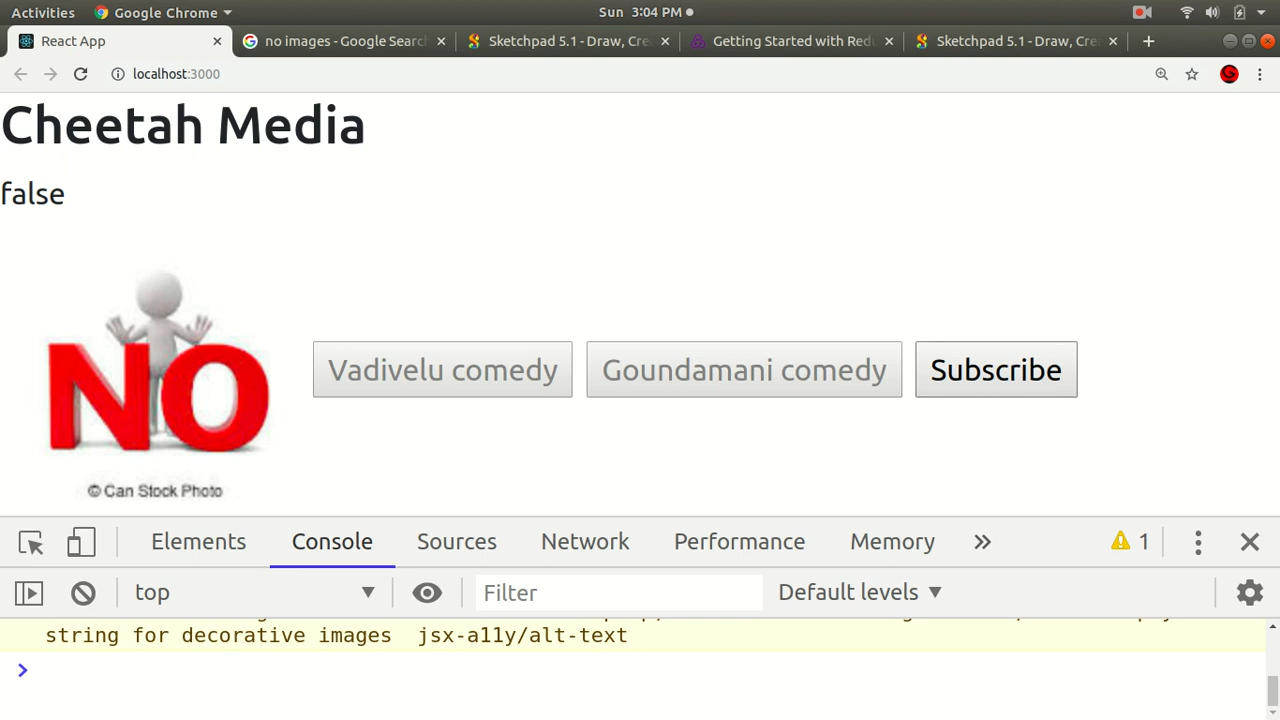 Activities Google Chrome Sun 3:04 PM
React App no images - Google Searc Sketchpad 5.1 - Draw, Cre Getting Started with Redu Sketchpad 5.1 - Draw, Cre
localhost:3000
Cheetah Media
false
NO
Vadivelu comedy Goundamani comedy Subscribe
© Can Stock Photo
Elements Console Sources Network Performance Memory 1
top Filter Default levels
string for decorative images jsx-a11y/alt-text